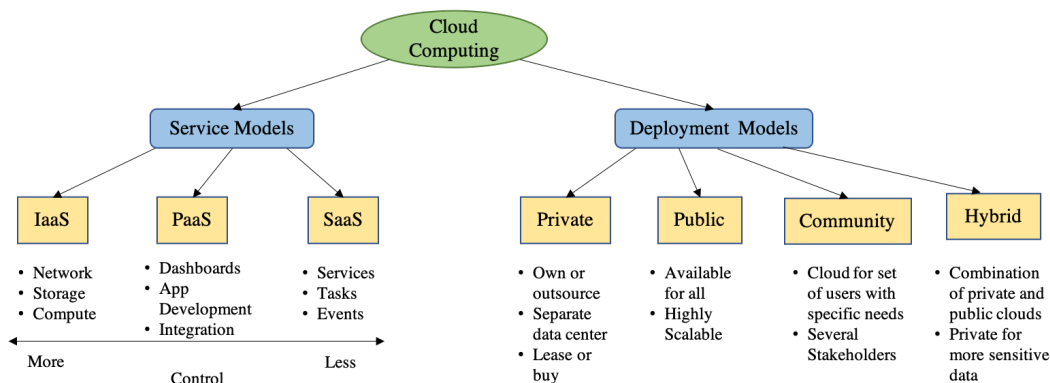 Cloud
Computing
Service Models
Deployment Models
IaaS
PaaS
SaaS
Private
Public
Community
Hybrid
• Network
• Storage
• Compute
• Dashboards
• App
Development
• Integration
• Services
• Tasks
• Events
• Own or
outsource
• Separate
data center
• Lease or
buy
• Available
for all
• Highly
Scalable
• Cloud for set
of users with
specific needs
• Several
Stakeholders
• Combination
of private and
public clouds
• Private for
more sensitive
data
More
Less
Control